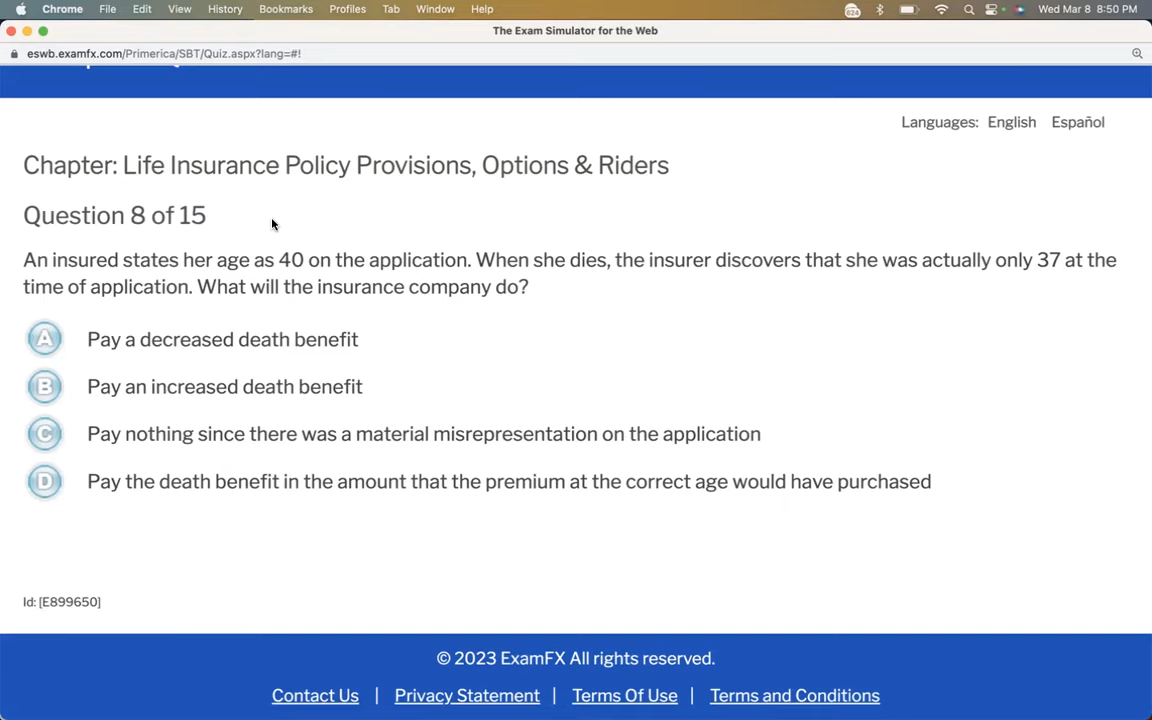 Chrome File Edit View History Bookmarks Profiles Tab Window Help Wed Mar 8 8:50 PM
The Exam Simulator for the Web
eswb.examfx.com/Primerica/SBT/Quiz.aspx?lang=#!
Languages: English Español
Chapter: Life Insurance Policy Provisions, Options & Riders
Question 8 of 15
An insured states her age as 40 on the application. When she dies, the insurer discovers that she was actually only 37 at the
time of application. What will the insurance company do?
A Pay a decreased death benefit
B Pay an increased death benefit
C Pay nothing since there was a material misrepresentation on the application
D Pay the death benefit in the amount that the premium at the correct age would have purchased
Id: [E899650]
© 2023 ExamFX All rights reserved.
Contact Us | Privacy Statement | Terms Of Use | Terms and Conditions